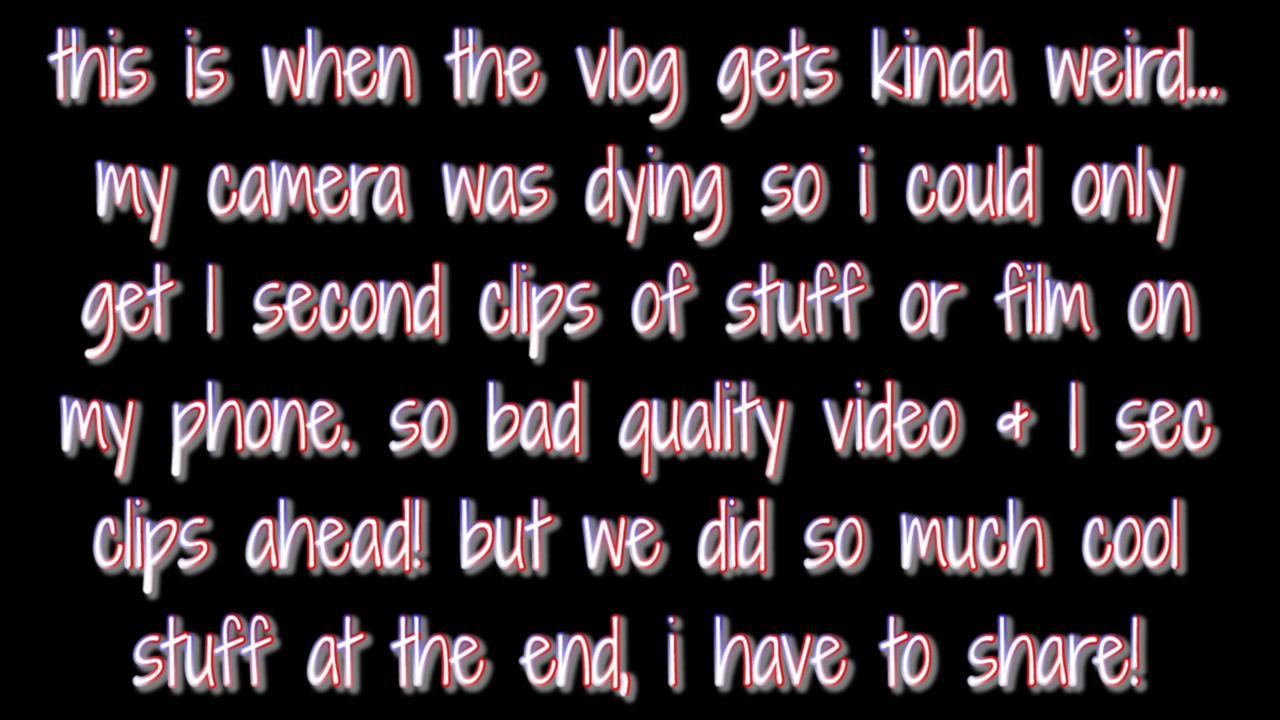 this is when the vlog gets kinda weird...
my camera was dying so i could only
get 1 second clips of stuff or film on
my phone. so bad quality video & 1 sec
clips ahead! but we did so much cool
stuff at the end, i have to share!